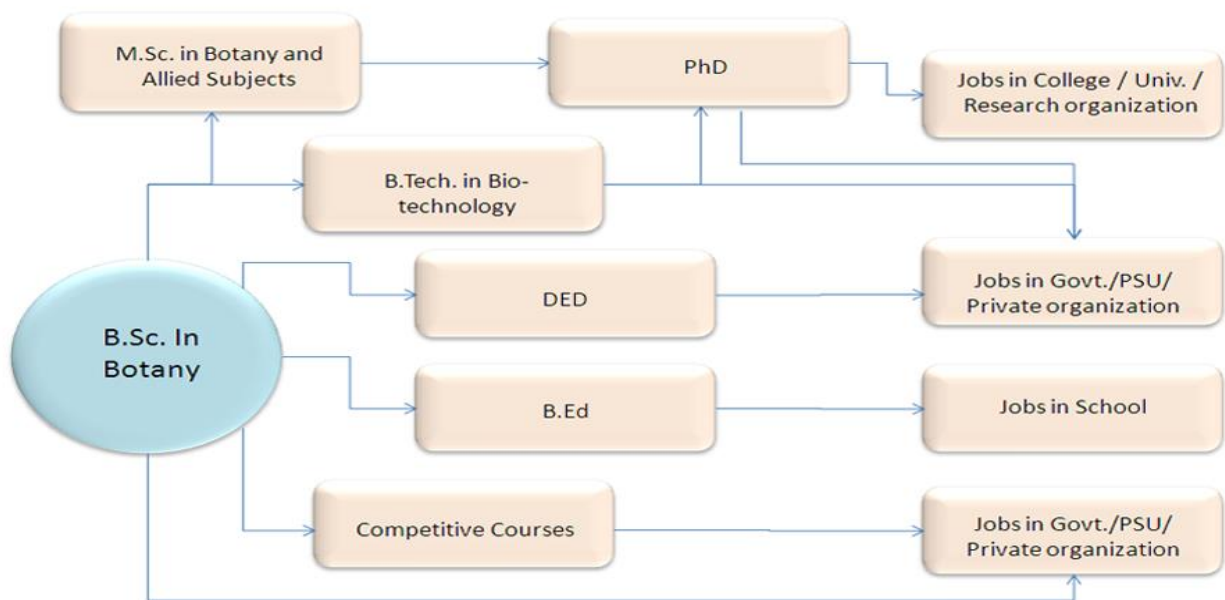 M.Sc. in Botany and
Allied Subjects
PhD
Jobs in College / Univ. /
Research organization
B.Tech. in Bio-
technology
DED
Jobs in Govt./PSU/
Private organization
B.Sc. In
Botany
B.Ed
Jobs in School
Competitive Courses
Jobs in Govt./PSU/
Private organization